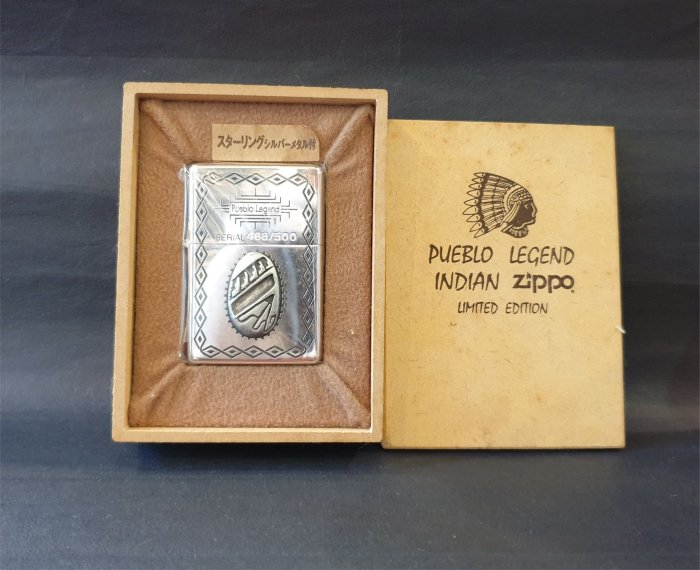 スターリングシルバーメタル付
Pueblo Legend
SERIAL 468/500
PUEBLO LEGEND
INDIAN zippo
LIMITED EDITION